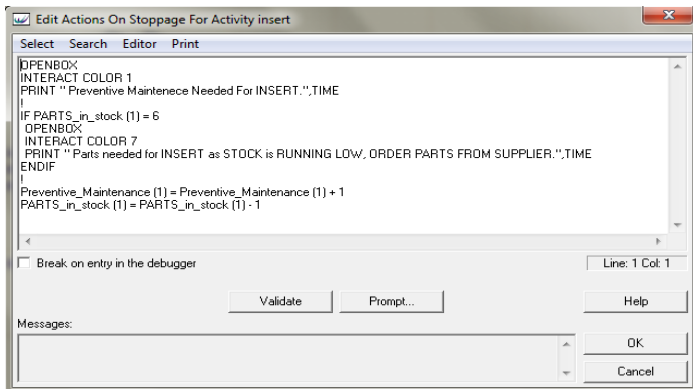 Edit Actions On Stoppage For Activity insert
Select Search Editor Print
OPENBOX
INTERACT COLOR 1
PRINT " Preventive Maintenece Needed For INSERT.",TIME
!
IF PARTS_in_stock (1) = 6
OPENBOX
INTERACT COLOR 7
PRINT " Parts needed for INSERT as STOCK is RUNNING LOW, ORDER PARTS FROM SUPPLIER.",TIME
ENDIF
!
Preventive_Maintenance (1) = Preventive_Maintenance (1) + 1
PARTS_in_stock (1) = PARTS_in_stock (1) - 1
Break on entry in the debugger
Line: 1 Col: 1
Validate Prompt... Help
Messages:
OK
Cancel